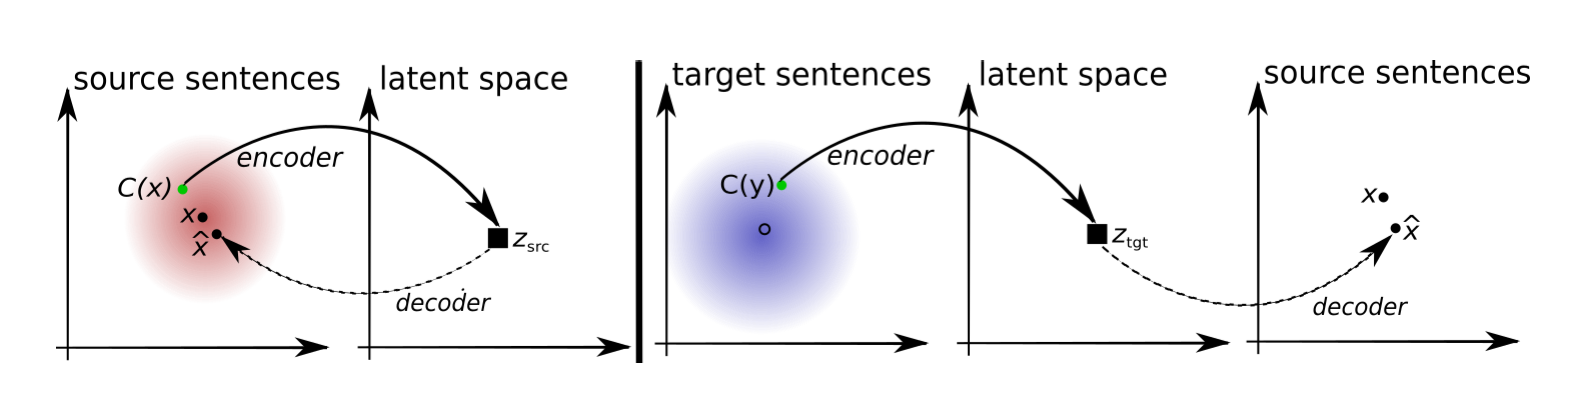 source sentences
latent space
encoder
C(x)
x
x̂
z_src
decoder
target sentences
latent space
source sentences
encoder
C(y)
z_tgt
x
x̂
decoder